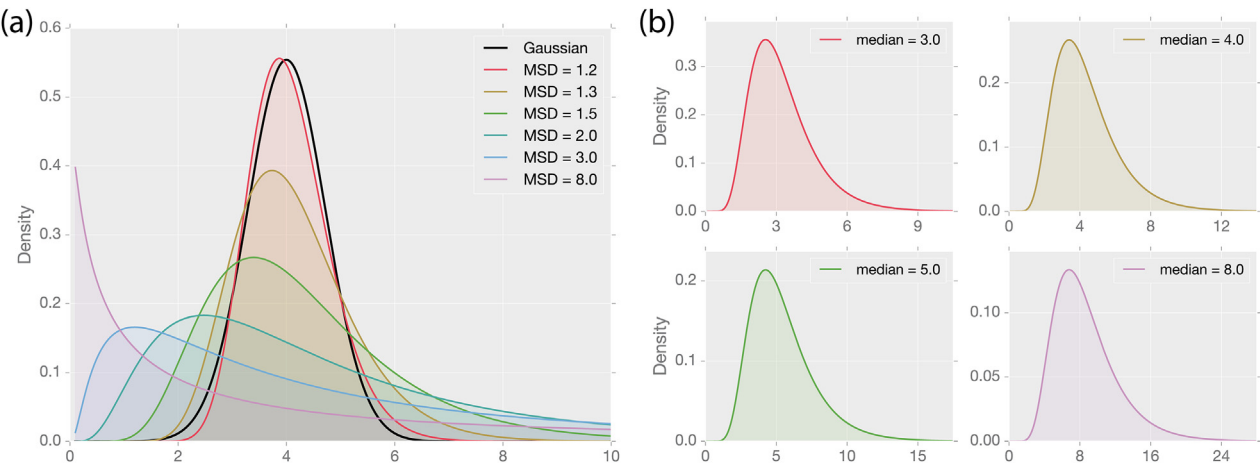 (a)
0.6
0.5
0.4
0.3
0.2
0.1
0.0
Density
0
2
4
6
8
10
Gaussian
MSD = 1.2
MSD = 1.3
MSD = 1.5
MSD = 2.0
MSD = 3.0
MSD = 8.0
(b)
median = 3.0
0.3
0.2
0.1
0.0
Density
0
3
6
9
median = 4.0
0.2
0.1
0.0
0
4
8
12
median = 5.0
0.2
0.1
0.0
Density
0
5
10
15
median = 8.0
0.10
0.05
0.00
0
8
16
24